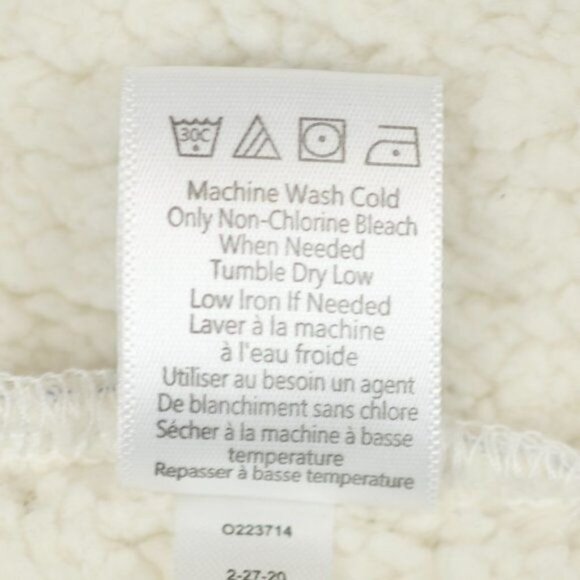 30C
Machine Wash Cold
Only Non-Chlorine Bleach
When Needed
Tumble Dry Low
Low Iron If Needed
Laver à la machine
à l'eau froide
Utiliser au besoin un agent
De blanchiment sans chlore
Sécher à la machine à basse
temperature
Repasser à basse temperature
O223714
2-27-20